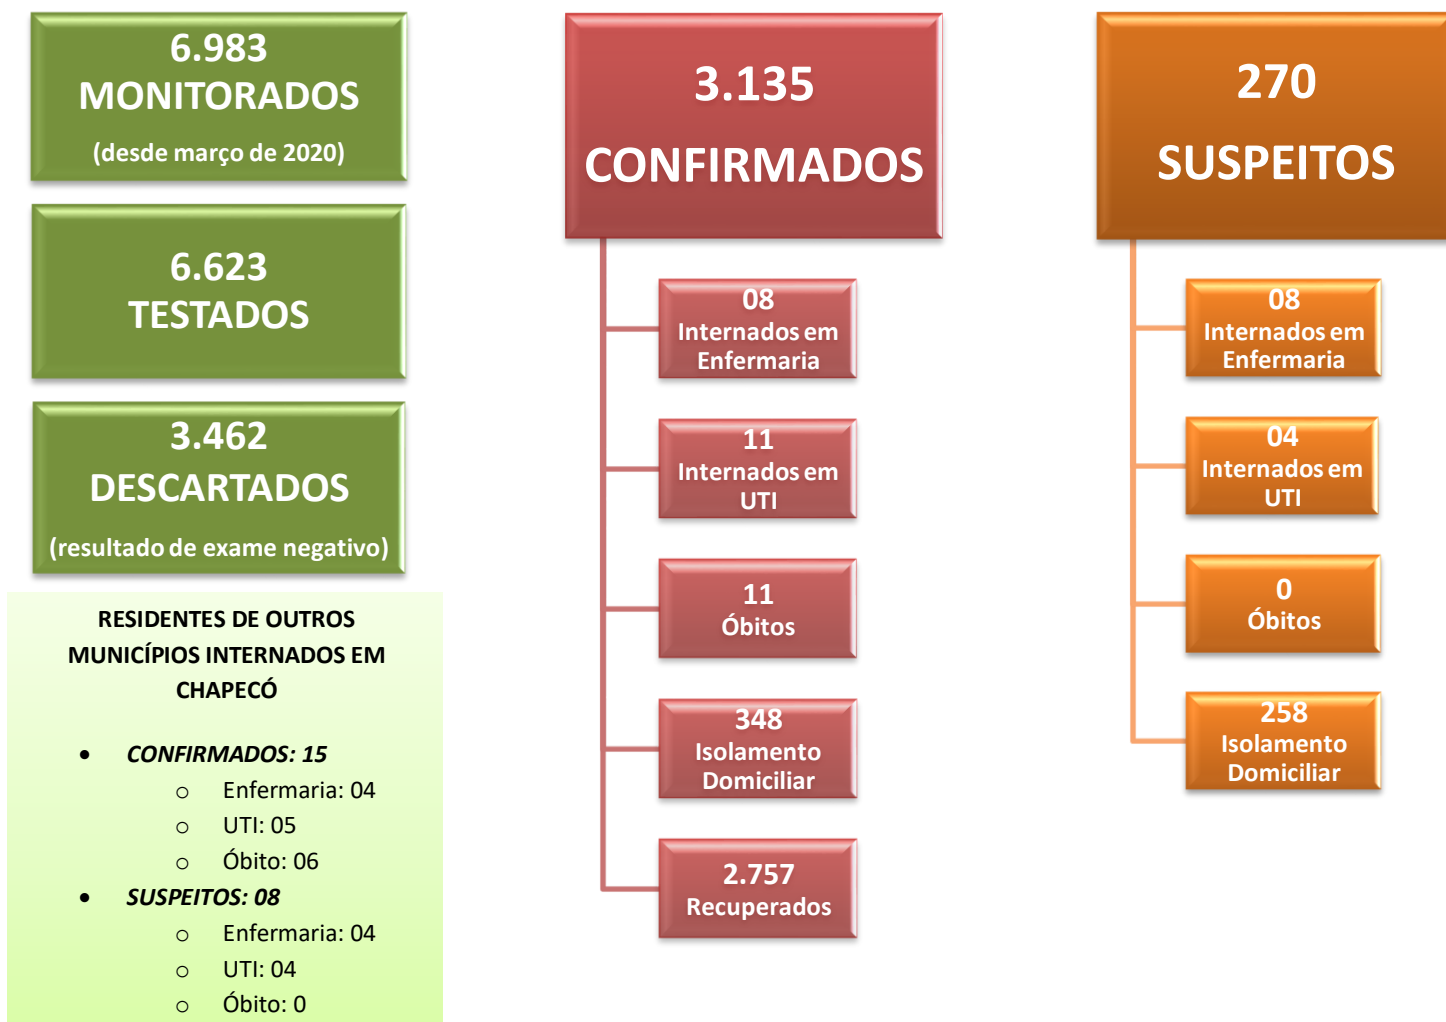 6.983
MONITORADOS
(desde março de 2020)
6.623
TESTADOS
3.462
DESCARTADOS
(resultado de exame negativo)
RESIDENTES DE OUTROS
MUNICÍPIOS INTERNADOS EM
CHAPECÓ
• CONFIRMADOS: 15
o Enfermaria: 04
o UTI: 05
o Óbito: 06
• SUSPEITOS: 08
o Enfermaria: 04
o UTI: 04
o Óbito: 0
3.135
CONFIRMADOS
08
Internados em
Enfermaria
11
Internados em
UTI
11
Óbitos
348
Isolamento
Domiciliar
2.757
Recuperados
270
SUSPEITOS
08
Internados em
Enfermaria
04
Internados em
UTI
0
Óbitos
258
Isolamento
Domiciliar